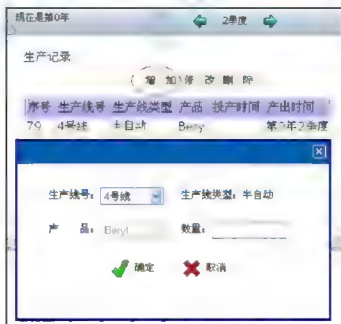 现在是第0年
2季度
生产记录
(增 加)修 改 删 除
序号 生产线号 生产线类型 产品 投产时间 产出时间
79 4号线 半自动 Beryl 第0年2季度
生产线号： 4号线 生产线类型：半自动
产 品： Beryl 数量：
确定 取消